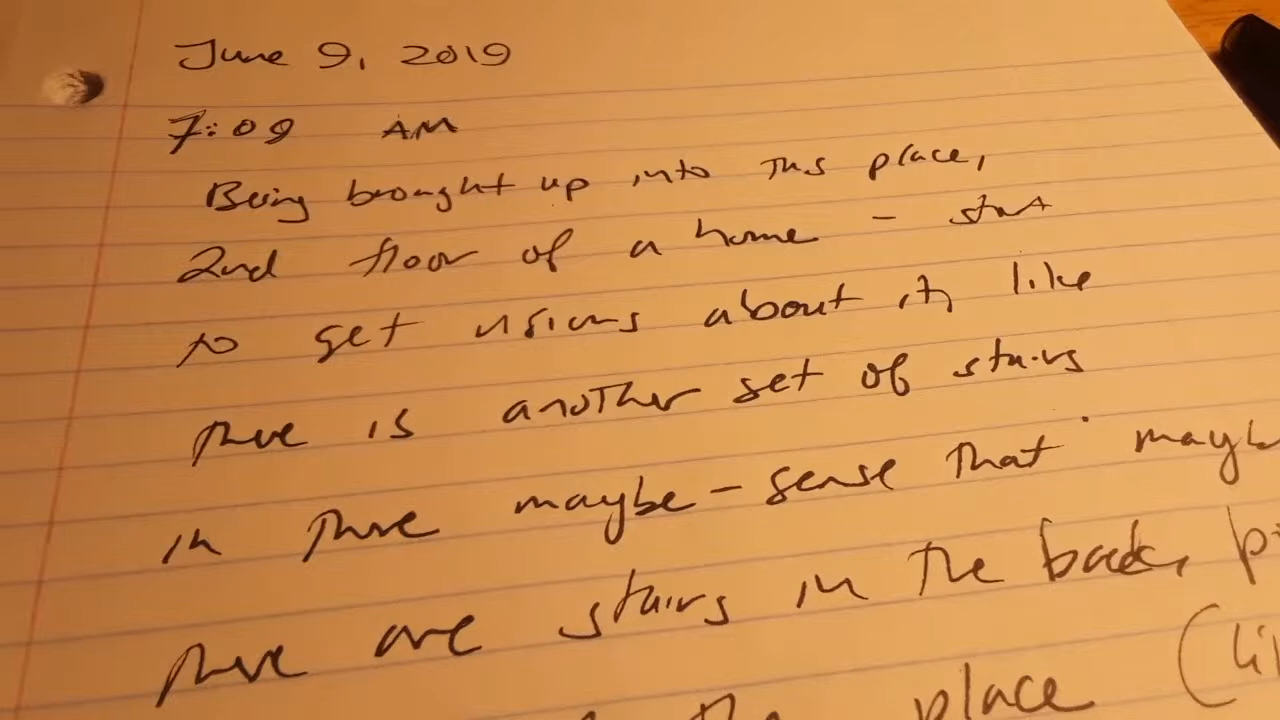 June 9, 2019
7:09 AM
Being brought up into this place,
2nd floor of a home - start
to get visions about it, like
there is another set of stairs
in there maybe - sense that maybe
there are stairs in the back,
the place (li